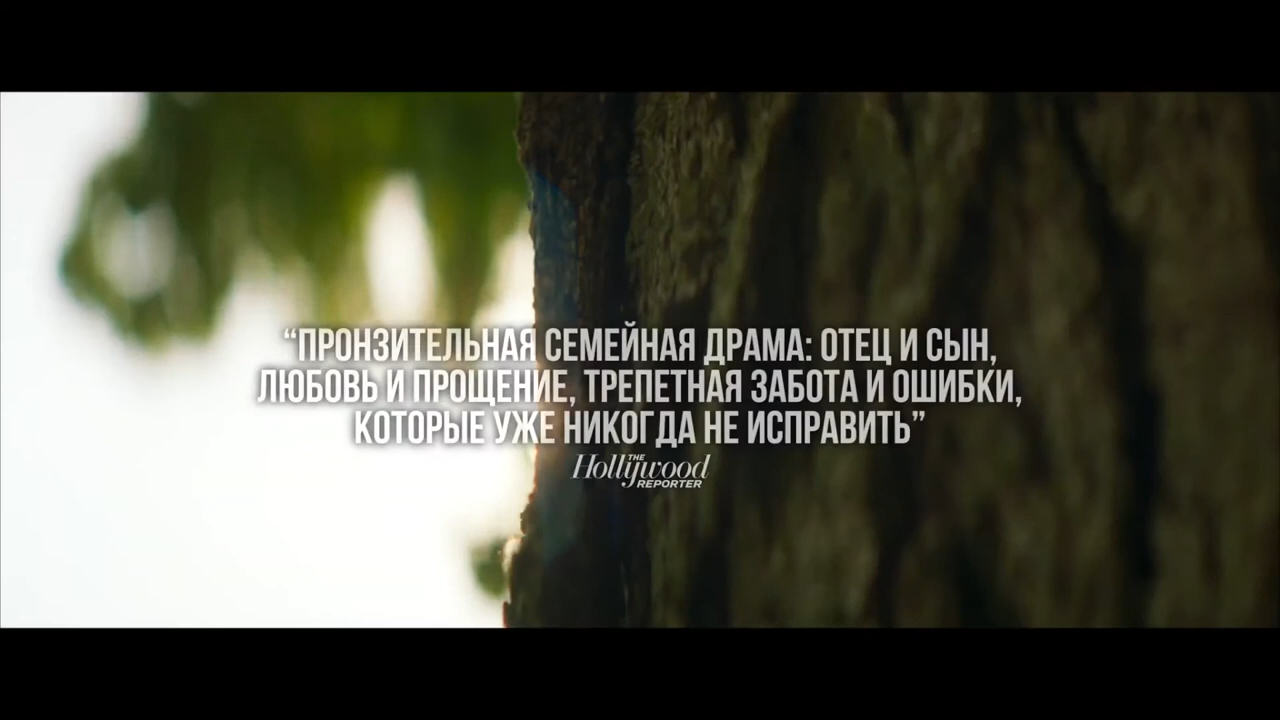 “ПРОНЗИТЕЛЬНАЯ СЕМЕЙНАЯ ДРАМА: ОТЕЦ И СЫН,
ЛЮБОВЬ И ПРОЩЕНИЕ, ТРЕПЕТНАЯ ЗАБОТА И ОШИБКИ,
КОТОРЫЕ УЖЕ НИКОГДА НЕ ИСПРАВИТЬ”
THE
Hollywood
REPORTER